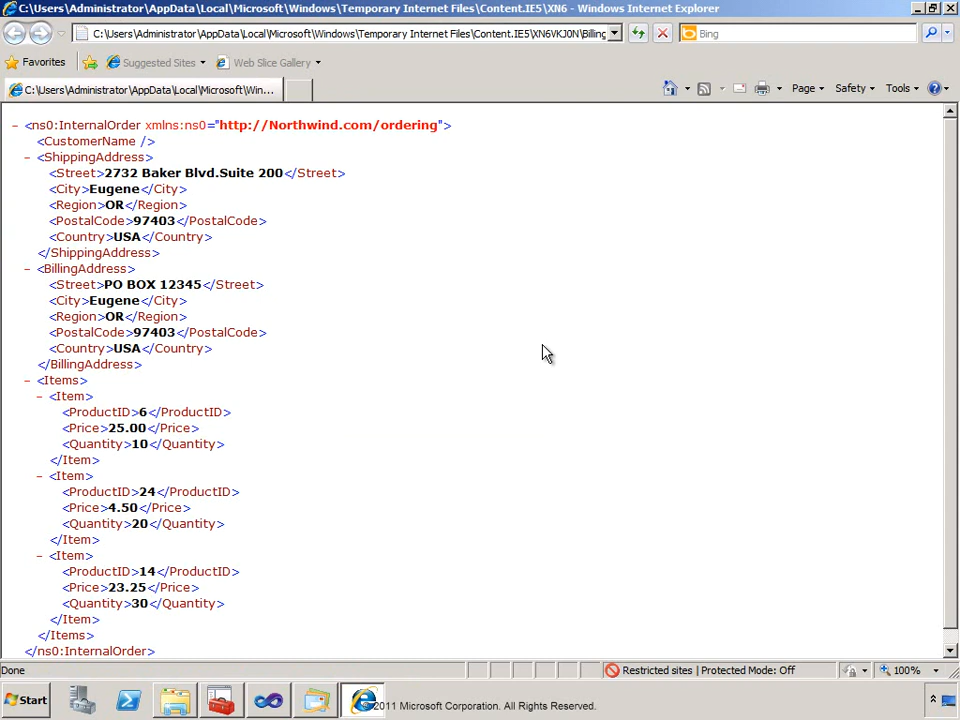 C:\Users\Administrator\AppData\Local\Microsoft\Windows\Temporary Internet Files\Content.IE5\XN6 - Windows Internet Explorer
C:\Users\Administrator\AppData\Local\Microsoft\Windows\Temporary Internet Files\Content.IE5\XN6VKJ0N\Billing
Bing
Favorites Suggested Sites Web Slice Gallery
C:\Users\Administrator\AppData\Local\Microsoft\Win... Page Safety Tools
- <ns0:InternalOrder xmlns:ns0="http://Northwind.com/ordering">
<CustomerName />
- <ShippingAddress>
<Street>2732 Baker Blvd.Suite 200</Street>
<City>Eugene</City>
<Region>OR</Region>
<PostalCode>97403</PostalCode>
<Country>USA</Country>
</ShippingAddress>
- <BillingAddress>
<Street>PO BOX 12345</Street>
<City>Eugene</City>
<Region>OR</Region>
<PostalCode>97403</PostalCode>
<Country>USA</Country>
</BillingAddress>
- <Items>
- <Item>
<ProductID>6</ProductID>
<Price>25.00</Price>
<Quantity>10</Quantity>
</Item>
- <Item>
<ProductID>24</ProductID>
<Price>4.50</Price>
<Quantity>20</Quantity>
</Item>
- <Item>
<ProductID>14</ProductID>
<Price>23.25</Price>
<Quantity>30</Quantity>
</Item>
</Items>
</ns0:InternalOrder>
Done Restricted sites | Protected Mode: Off 100%
Start ©2011 Microsoft Corporation. All Rights Reserved.